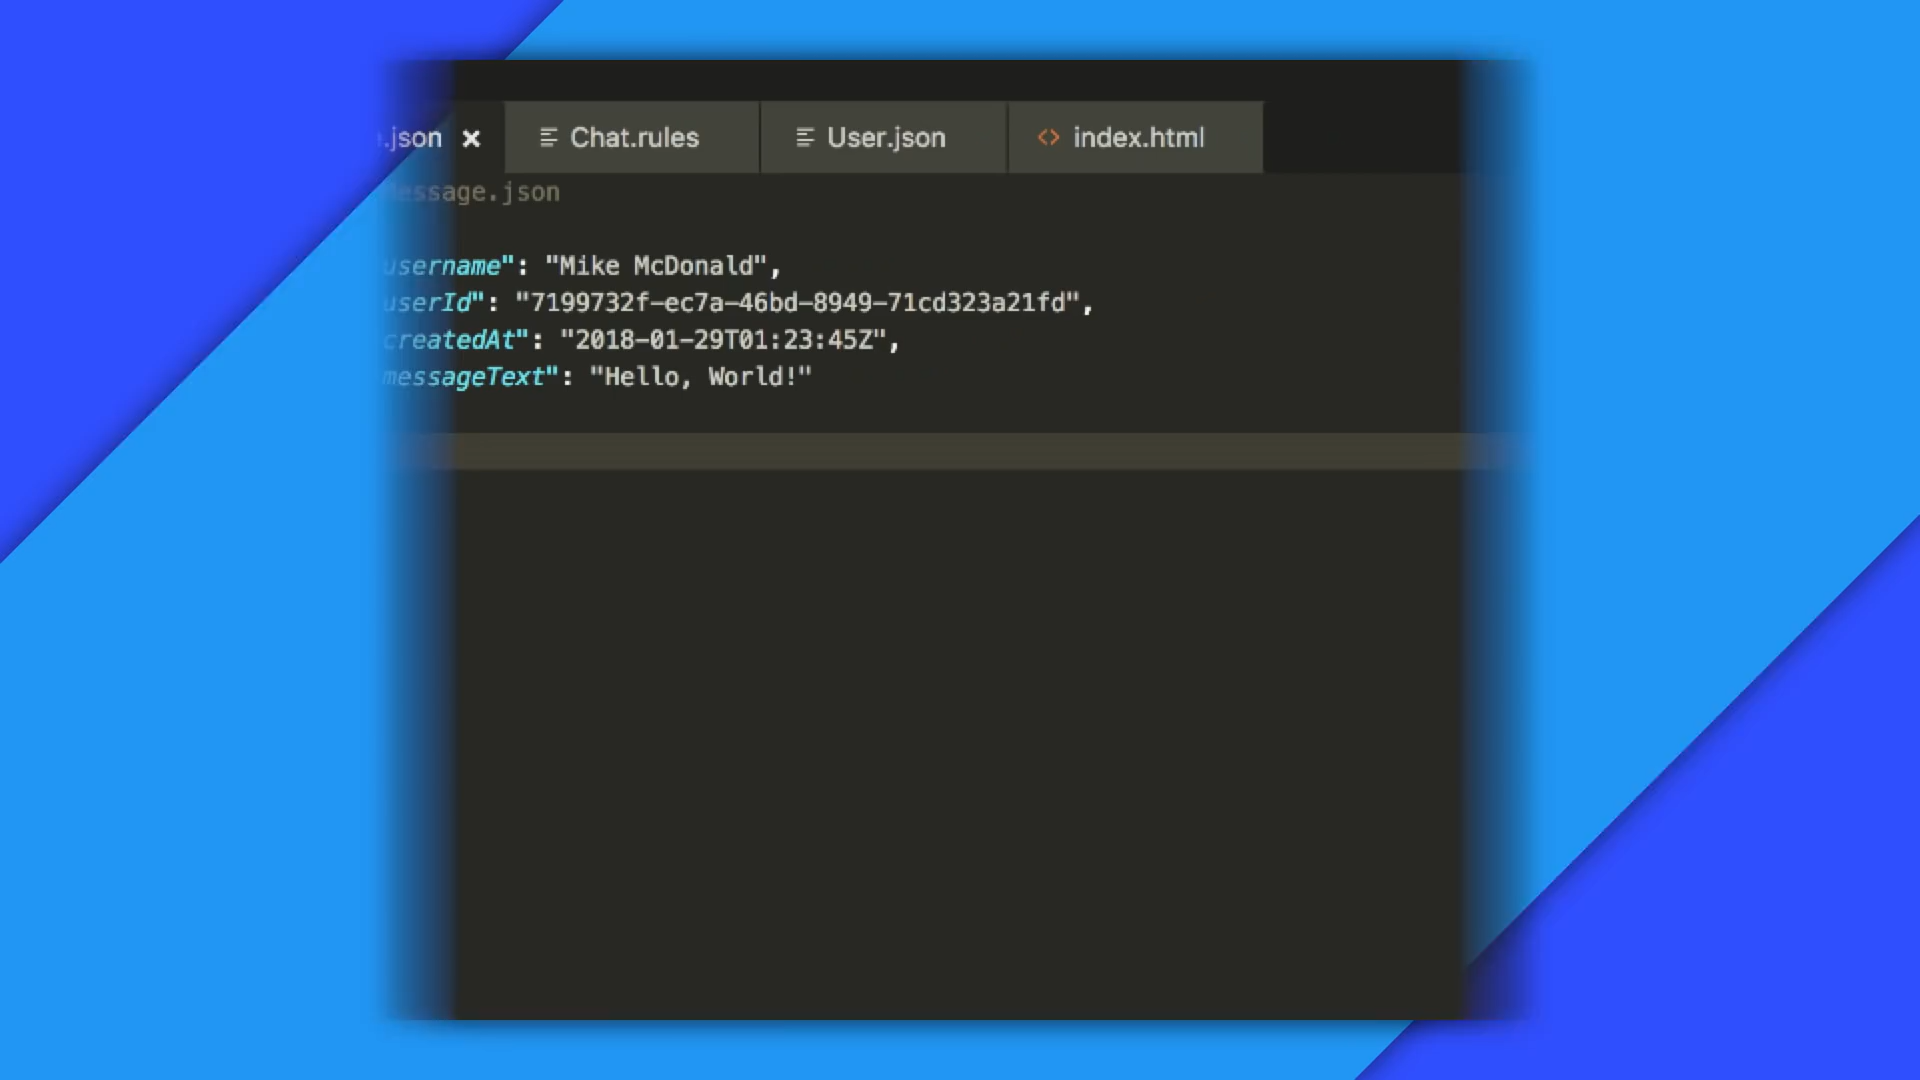 .json × Chat.rules User.json <> index.html
Message.json
username": "Mike McDonald",
userId": "7199732f-ec7a-46bd-8949-71cd323a21fd",
createdAt": "2018-01-29T01:23:45Z",
messageText": "Hello, World!"